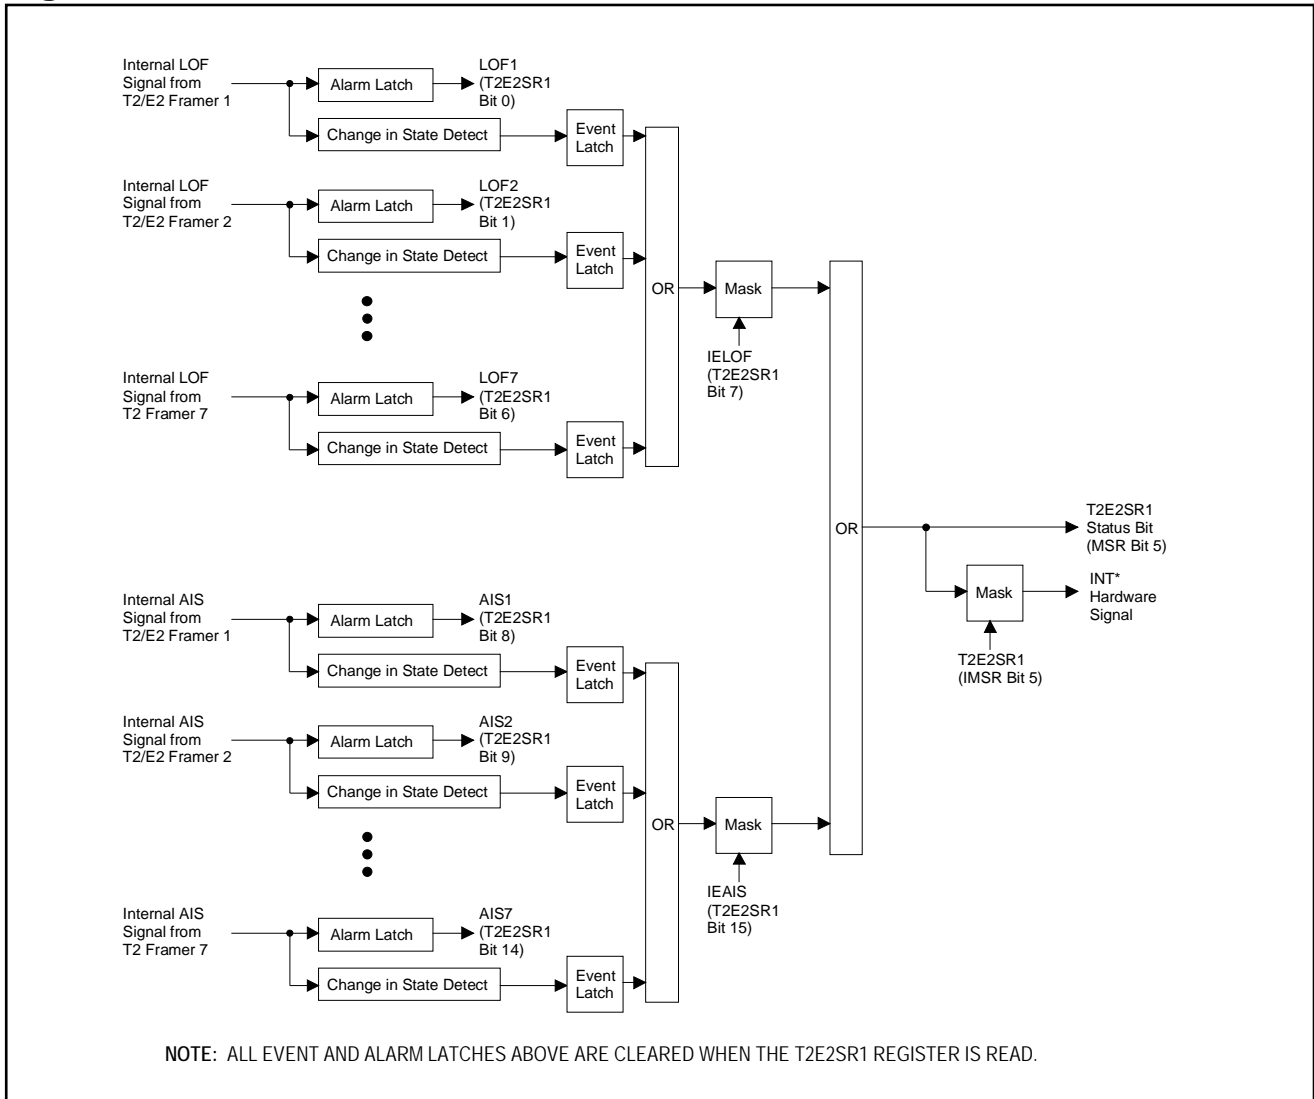 Internal LOF
Signal from
T2/E2 Framer 1
Alarm Latch
LOF1
(T2E2SR1
Bit 0)
Change in State Detect
Event
Latch
Internal LOF
Signal from
T2/E2 Framer 2
Alarm Latch
LOF2
(T2E2SR1
Bit 1)
Change in State Detect
Event
Latch
OR
Mask
IELOF
(T2E2SR1
Bit 7)
Internal LOF
Signal from
T2 Framer 7
Alarm Latch
LOF7
(T2E2SR1
Bit 6)
Change in State Detect
Event
Latch
OR
T2E2SR1
Status Bit
(MSR Bit 5)
Mask
INT*
Hardware
Signal
T2E2SR1
(IMSR Bit 5)
Internal AIS
Signal from
T2/E2 Framer 1
Alarm Latch
AIS1
(T2E2SR1
Bit 8)
Change in State Detect
Event
Latch
Internal AIS
Signal from
T2/E2 Framer 2
Alarm Latch
AIS2
(T2E2SR1
Bit 9)
Change in State Detect
Event
Latch
OR
Mask
IEAIS
(T2E2SR1
Bit 15)
Internal AIS
Signal from
T2 Framer 7
Alarm Latch
AIS7
(T2E2SR1
Bit 14)
Change in State Detect
Event
Latch
NOTE: ALL EVENT AND ALARM LATCHES ABOVE ARE CLEARED WHEN THE T2E2SR1 REGISTER IS READ.